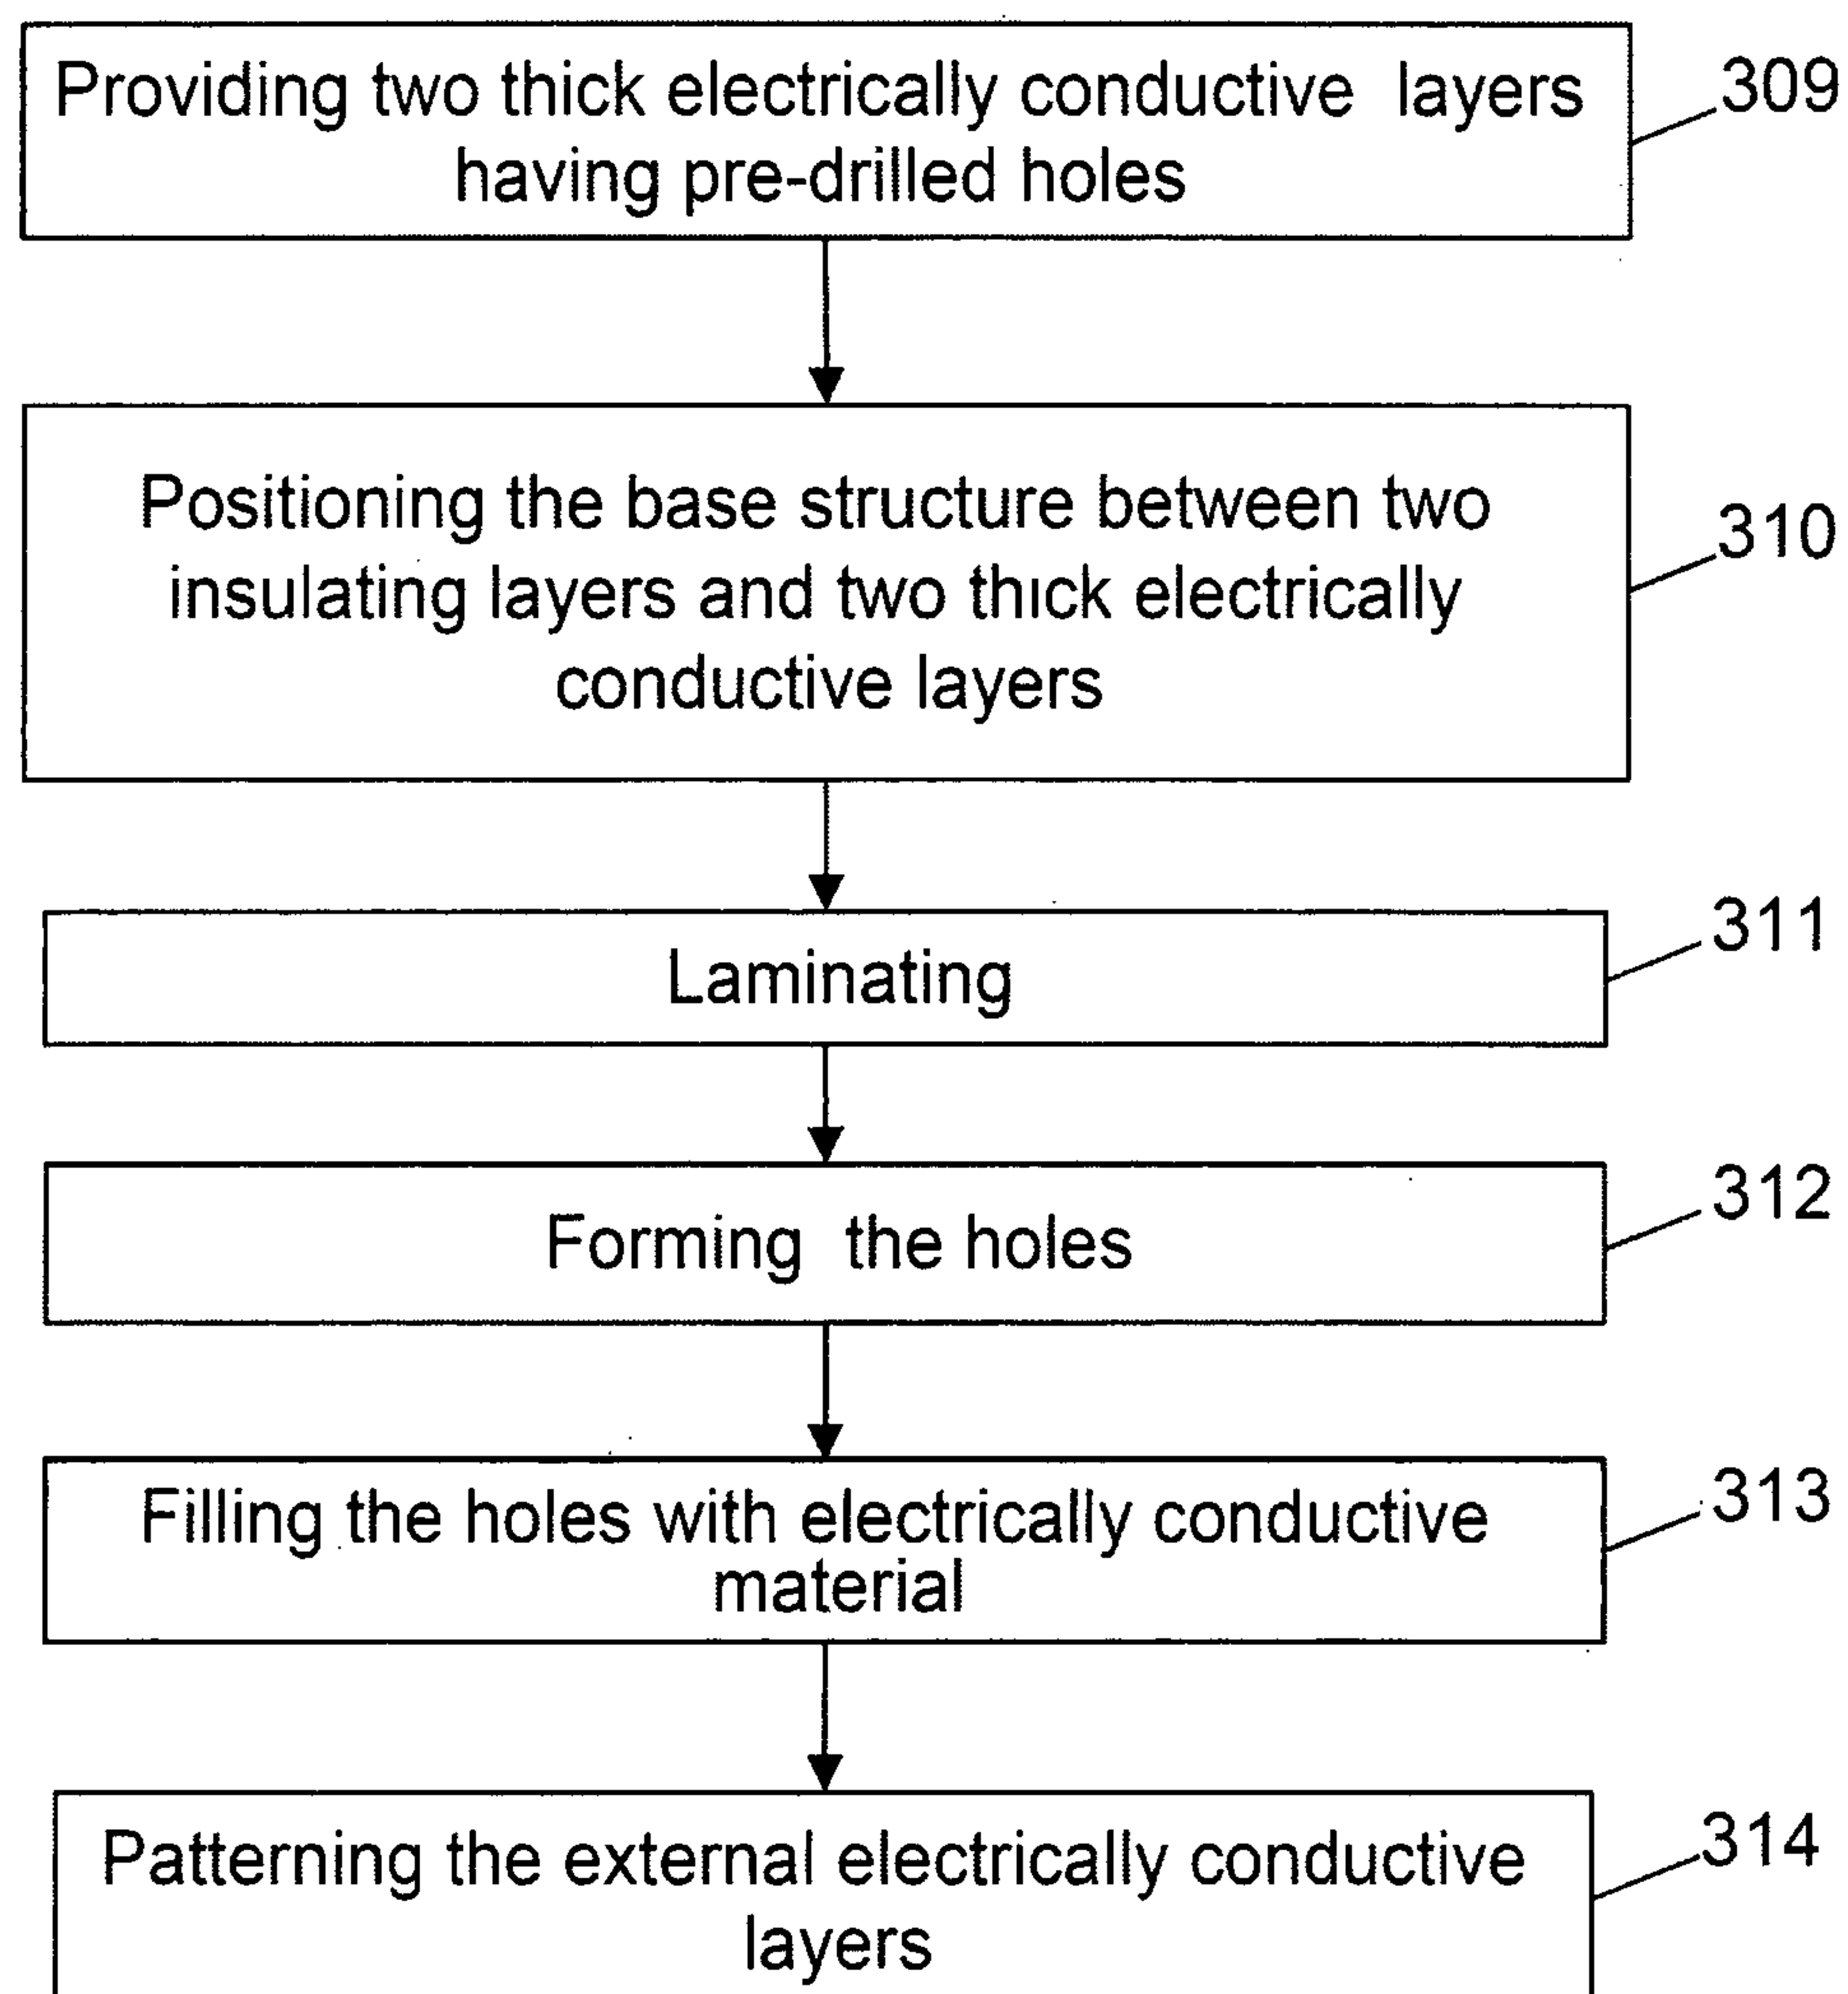 Providing two thick electrically conductive layers
having pre-drilled holes
309
Positioning the base structure between two
insulating layers and two thick electrically
conductive layers
310
Laminating
311
Forming the holes
312
Filling the holes with electrically conductive
material
313
Patterning the external electrically conductive
layers
314